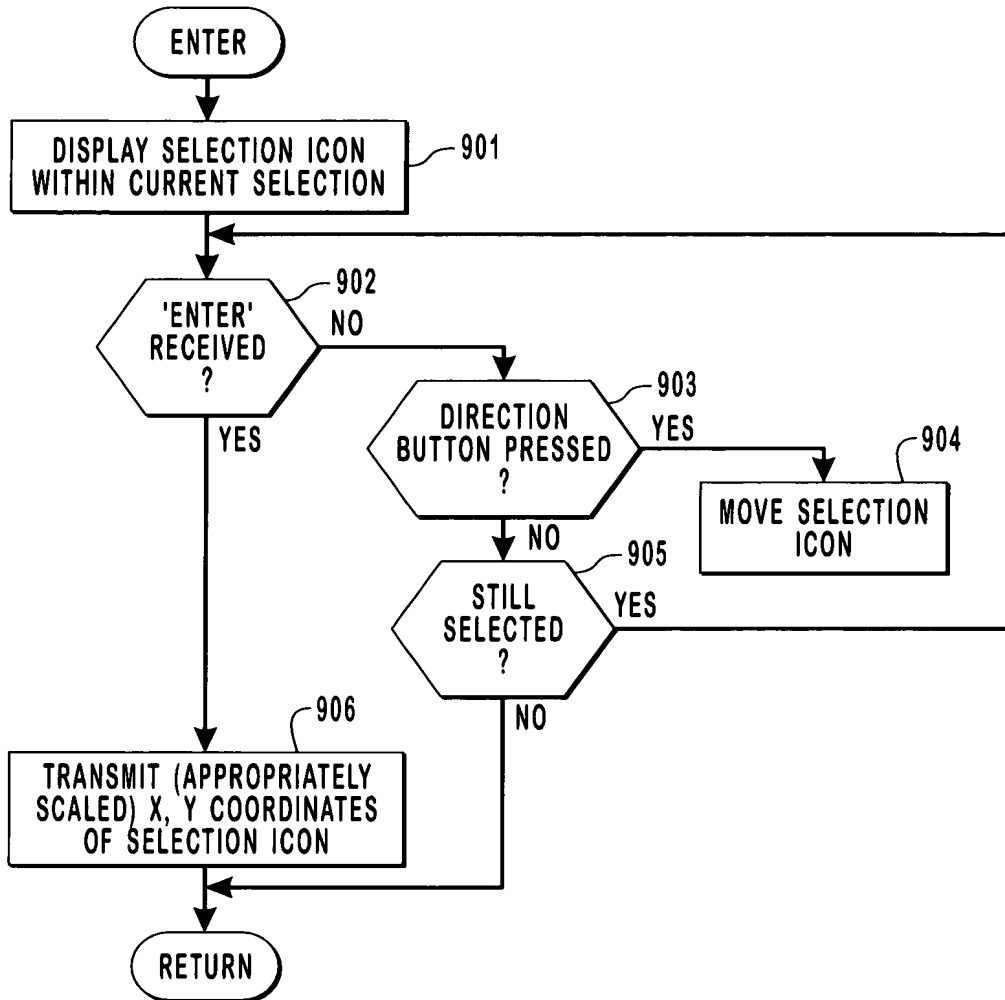 ENTER
DISPLAY SELECTION ICON
WITHIN CURRENT SELECTION
901
'ENTER'
RECEIVED
?
902
NO
YES
DIRECTION
BUTTON PRESSED
?
903
YES
NO
MOVE SELECTION
ICON
904
STILL
SELECTED
?
905
YES
NO
TRANSMIT (APPROPRIATELY
SCALED) X, Y COORDINATES
OF SELECTION ICON
906
RETURN